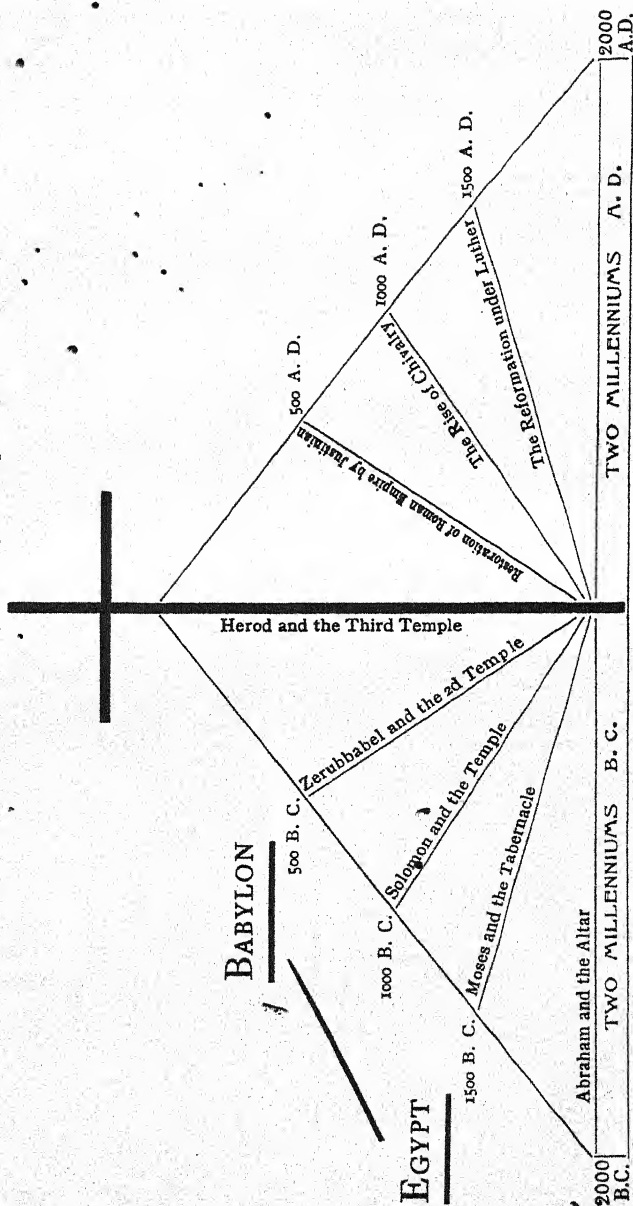 EGYPT
BABYLON
2000
B.C.
1500 B. C.
1000 B. C.
500 B. C.
500 A. D.
1000 A. D.
1500 A. D.
2000
A.D.
Abraham and the Altar
Moses and the Tabernacle
Solomon and the Temple
Zerubbabel and the 2d Temple
Herod and the Third Temple
Restoration of Roman Empire by Justinian
The Rise of Chivalry
The Reformation under Luther
TWO MILLENNIUMS B. C.
TWO MILLENNIUMS A. D.